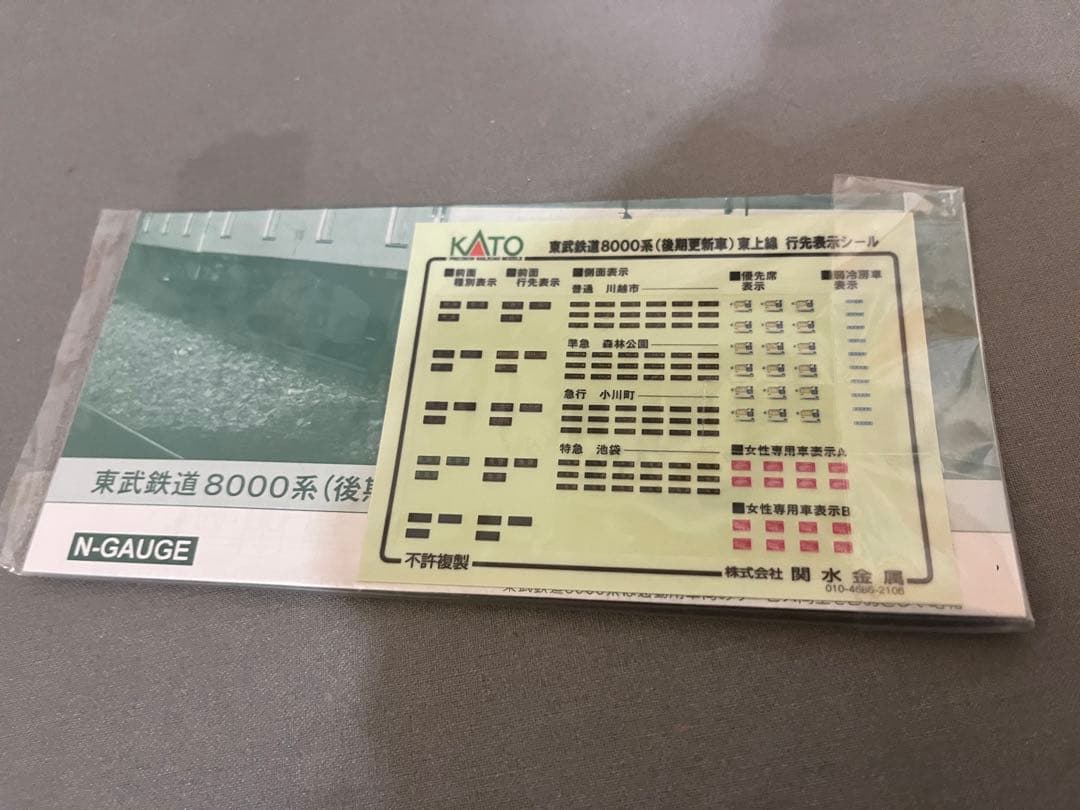 KATO
東武鉄道8000系(後期更新車)東上線 行先表示シール
■前面
種別表示
■前面
行先表示
■側面表示
普通 川越市
準急 森林公園
急行 小川町
特急 池袋
■優先席
表示
■弱冷房車
表示
■女性専用車表示A
■女性専用車表示B
不許複製
株式会社 関水金属
010-4686-2106
東武鉄道8000系(後期
N-GAUGE